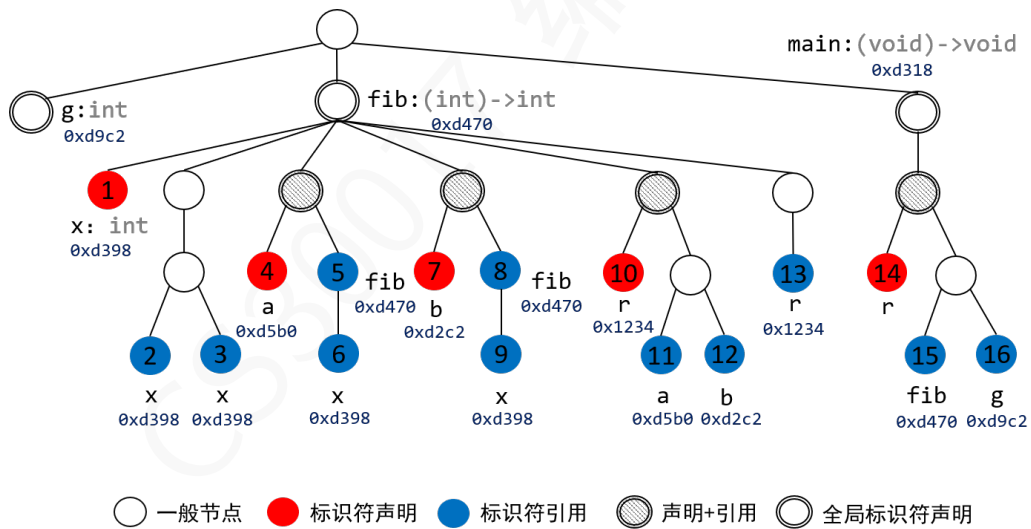 main:(void)->void
0xd318
g:int
0xd9c2
fib:(int)->int
0xd470
1
x: int
0xd398
4
a
0xd5b0
5
fib
0xd470
7
b
0xd2c2
8
fib
0xd470
10
r
0x1234
13
r
0x1234
14
r
2
x
0xd398
3
x
0xd398
6
x
0xd398
9
x
0xd398
11
a
0xd5b0
12
b
0xd2c2
15
fib
0xd470
16
g
0xd9c2
一般节点 标识符声明 标识符引用 声明+引用 全局标识符声明